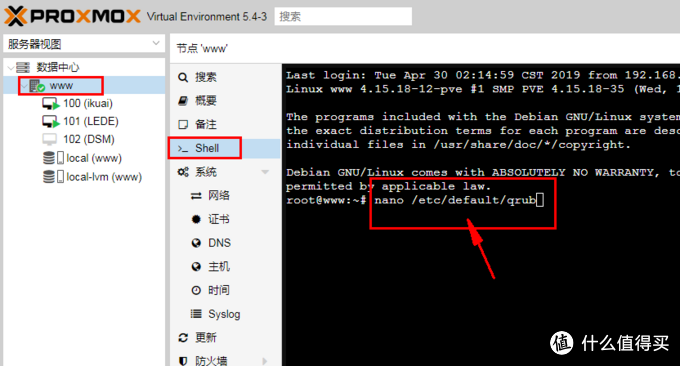 PROXMOX Virtual Environment 5.4-3 搜索
服务器视图
数据中心
www
100 (ikuai)
101 (LEDE)
102 (DSM)
local (www)
local-lvm (www)
节点 'www'
搜索
概要
备注
>_ Shell
系统
网络
证书
DNS
主机
时间
Syslog
更新
防火墙
Last login: Tue Apr 30 02:14:59 CST 2019 from 192.168.
Linux www 4.15.18-12-pve #1 SMP PVE 4.15.18-35 (Wed, 1
The programs included with the Debian GNU/Linux system
the exact distribution terms for each program are desc
individual files in /usr/share/doc/*/copyright.
Debian GNU/Linux comes with ABSOLUTELY NO WARRANTY, to
permitted by applicable law.
root@www:~# nano /etc/default/qrub
值 什么值得买